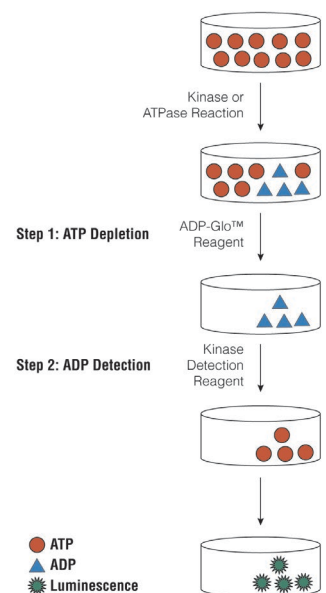 Kinase or
ATPase Reaction
Step 1: ATP Depletion
ADP-Glo™
Reagent
Step 2: ADP Detection
Kinase
Detection
Reagent
ATP
ADP
Luminescence